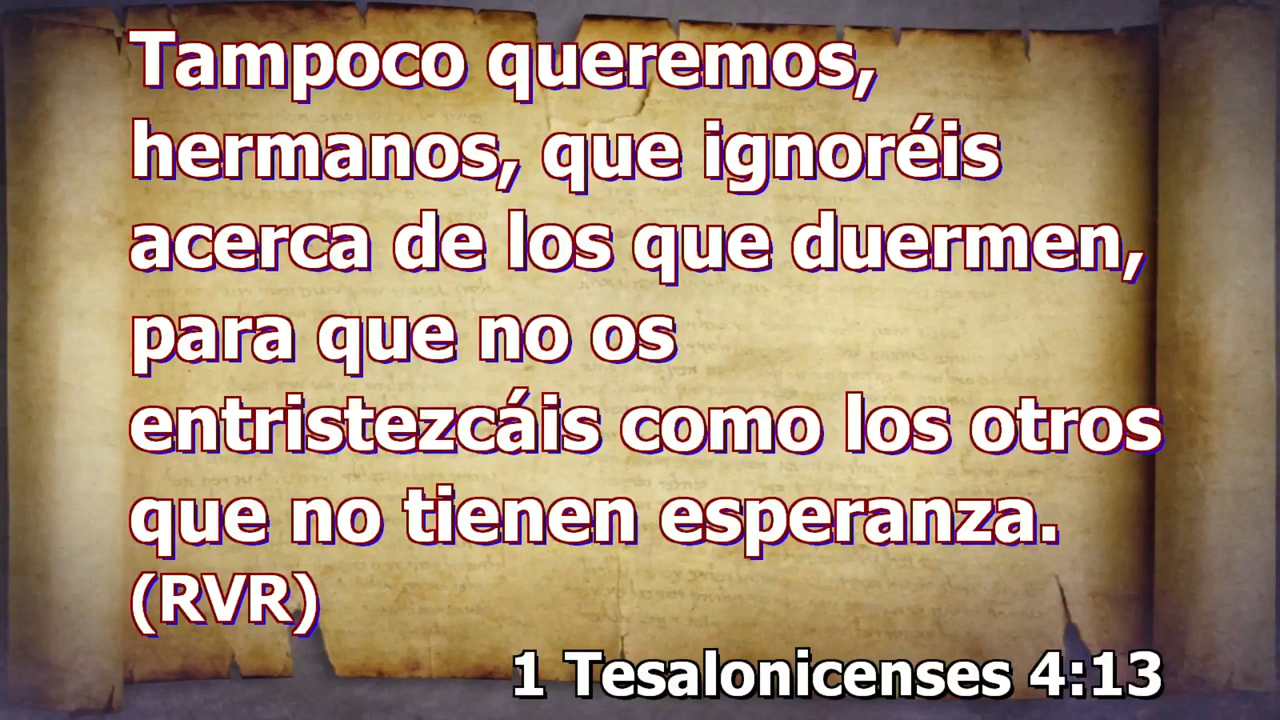 Tampoco queremos,
hermanos, que ignoréis
acerca de los que duermen,
para que no os
entristezcáis como los otros
que no tienen esperanza.
(RVR)
1 Tesalonicenses 4:13